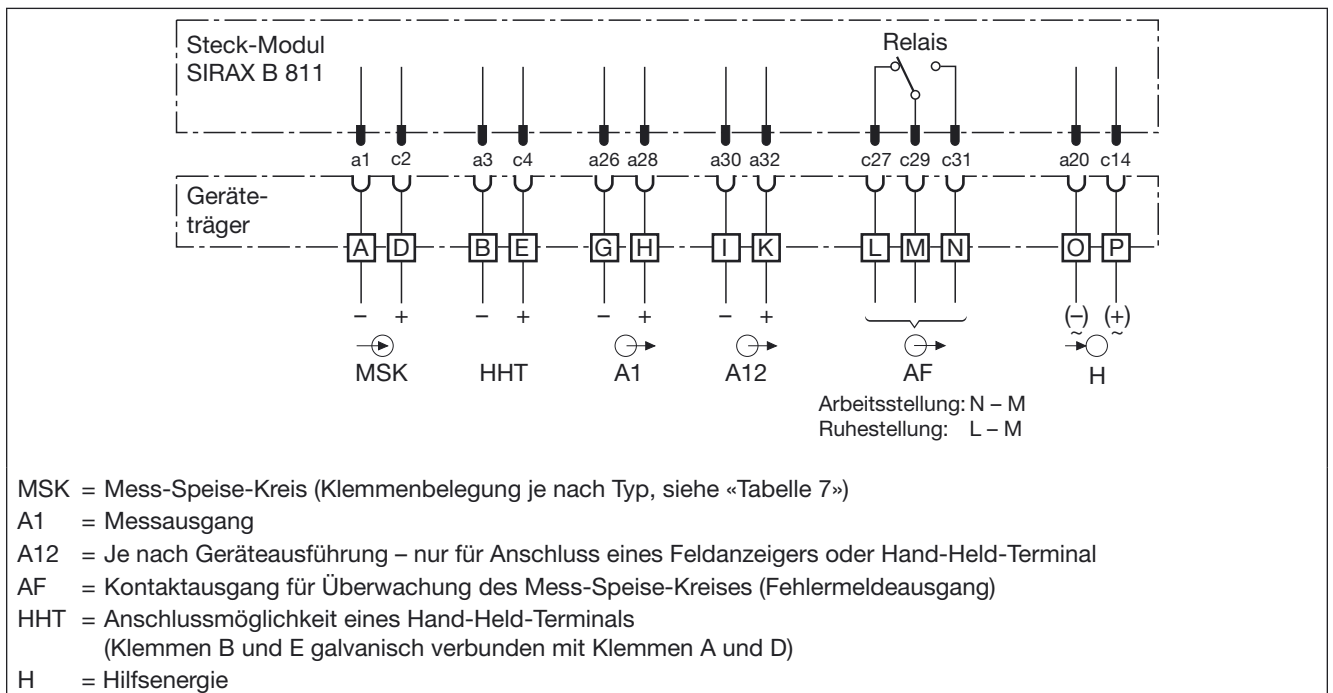 Steck-Modul
SIRAX B 811
Relais
a1 c2 a3 c4 a26 a28 a30 a32 c27 c29 c31 a20 c14
Geräte-
träger
A D B E G H I K L M N O P
– + – + – + – + (–) (+)
~ ~
MSK HHT A1 A12 AF H
Arbeitsstellung: N – M
Ruhestellung: L – M
MSK = Mess-Speise-Kreis (Klemmenbelegung je nach Typ, siehe «Tabelle 7»)
A1 = Messausgang
A12 = Je nach Geräteausführung – nur für Anschluss eines Feldanzeigers oder Hand-Held-Terminal
AF = Kontaktausgang für Überwachung des Mess-Speise-Kreises (Fehlermeldeausgang)
HHT = Anschlussmöglichkeit eines Hand-Held-Terminals
(Klemmen B und E galvanisch verbunden mit Klemmen A und D)
H = Hilfsenergie